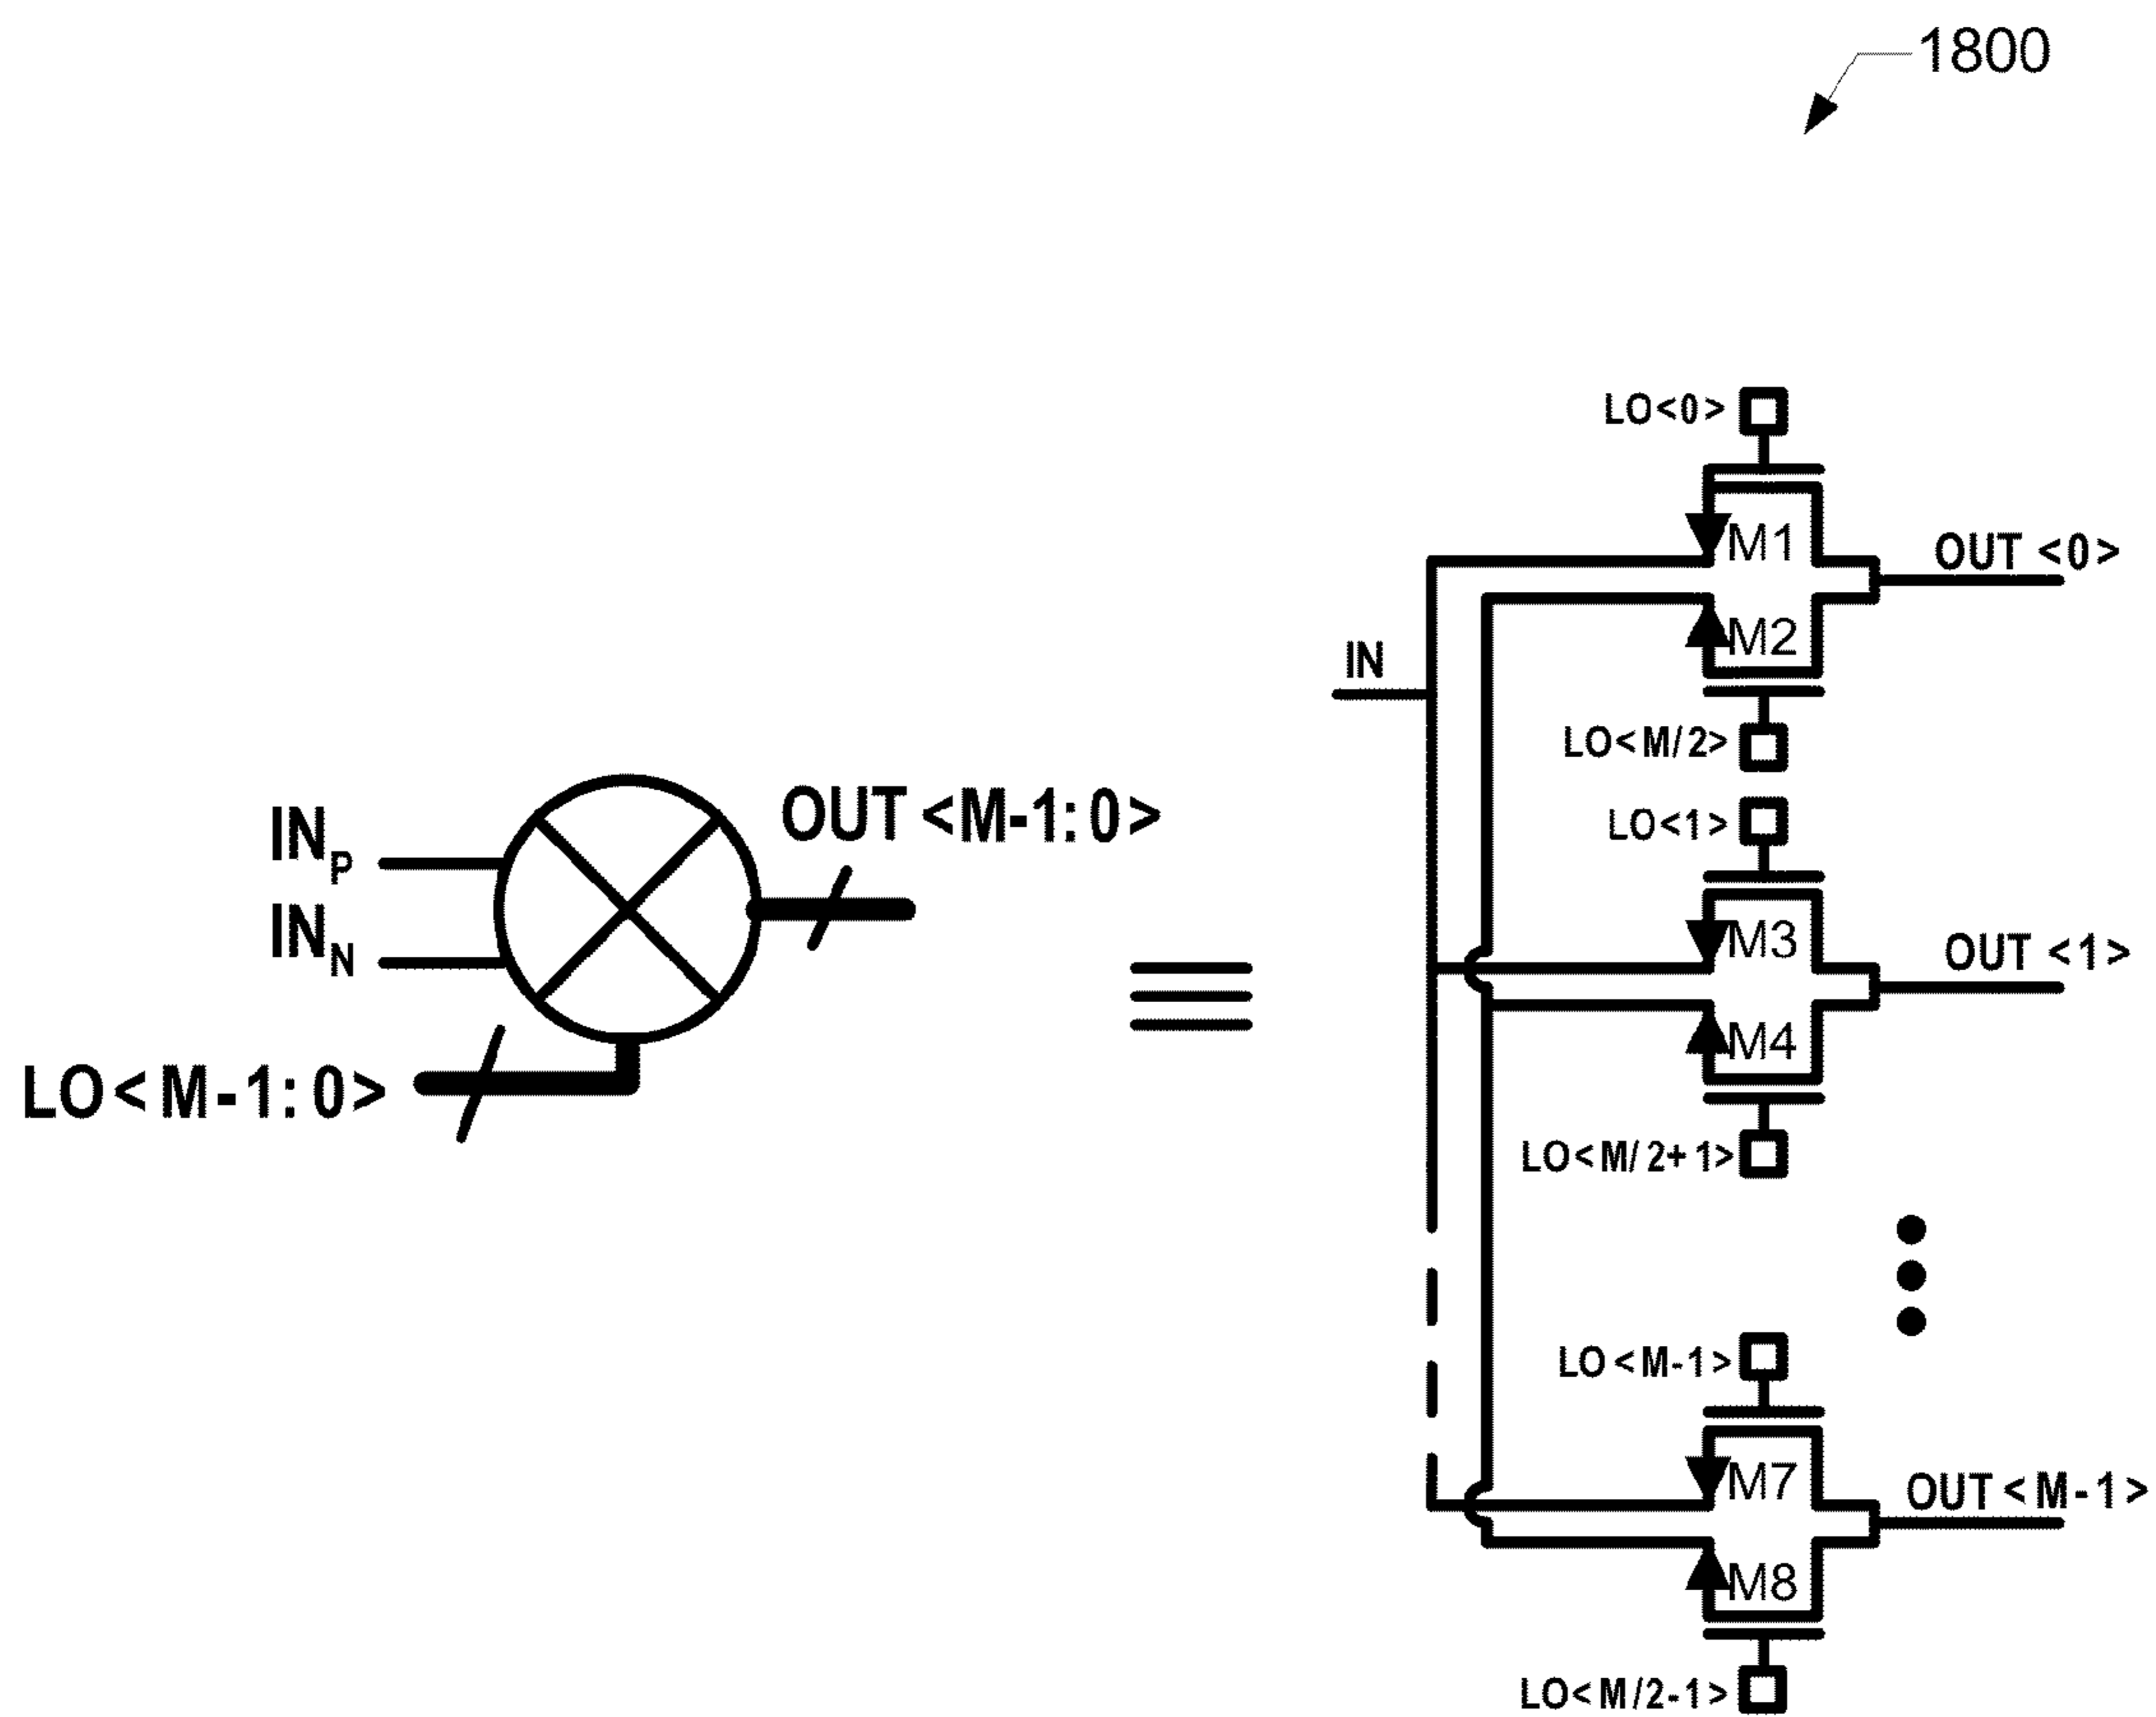 1800
IN_P
IN_N
LO<M-1:0>
OUT<M-1:0>
IN
LO<0>
M1
OUT <0>
M2
LO<M/2>
LO<1>
M3
OUT <1>
M4
LO<M/2+1>
LO<M-1>
M7
OUT<M-1>
M8
LO<M/2-1>